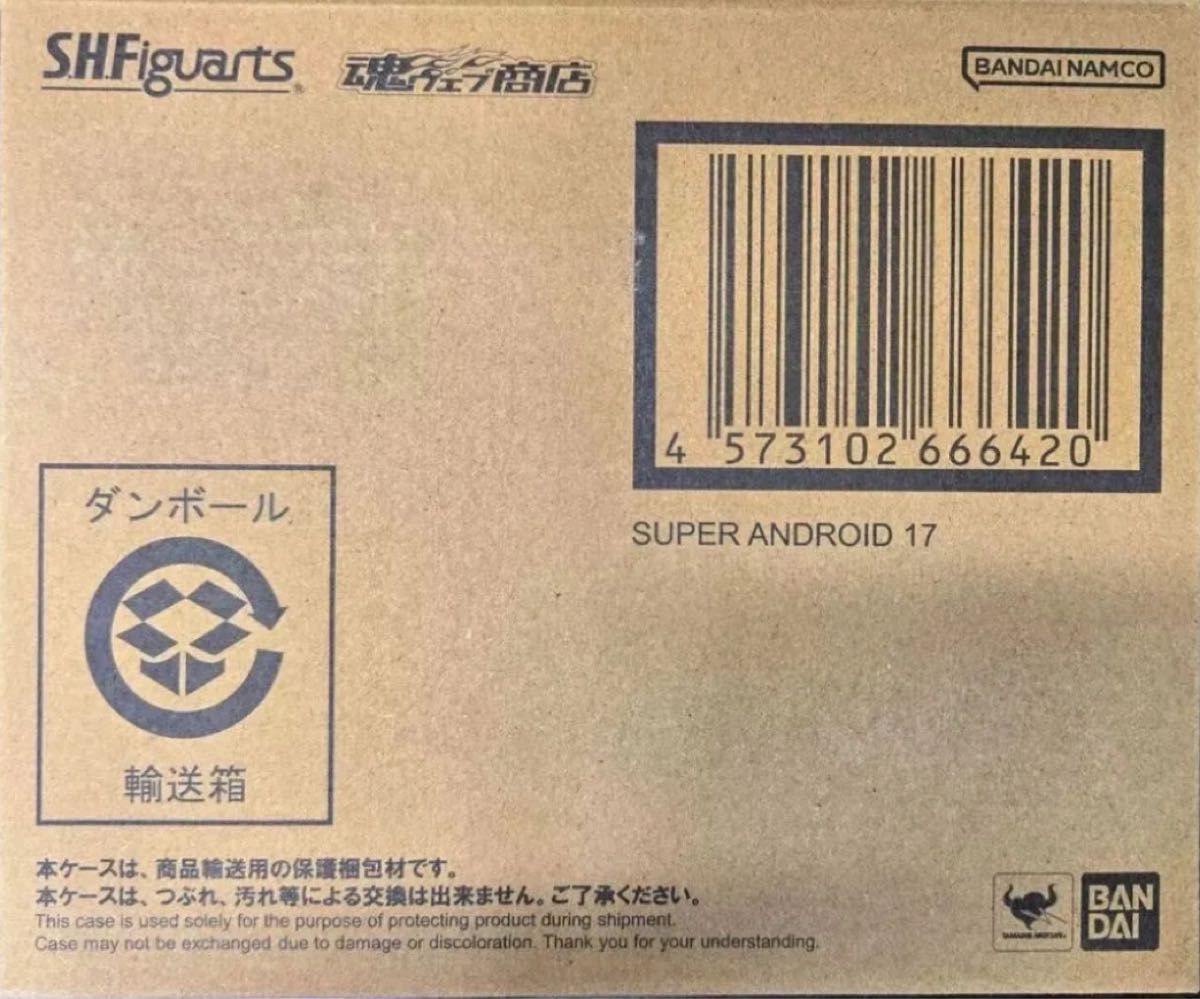 S.H.Figuarts®
魂ウェブ商店
BANDAI NAMCO
4 573102 666420
SUPER ANDROID 17
ダンボール
輸送箱
本ケースは、商品輸送用の保護梱包材です。
本ケースは、つぶれ、汚れ等による交換は出来ません。ご了承ください。
This case is used solely for the purpose of protecting product during shipment.
Case may not be exchanged due to damage or discoloration. Thank you for your understanding.
TAMASHII NATIONS
BAN
DAI